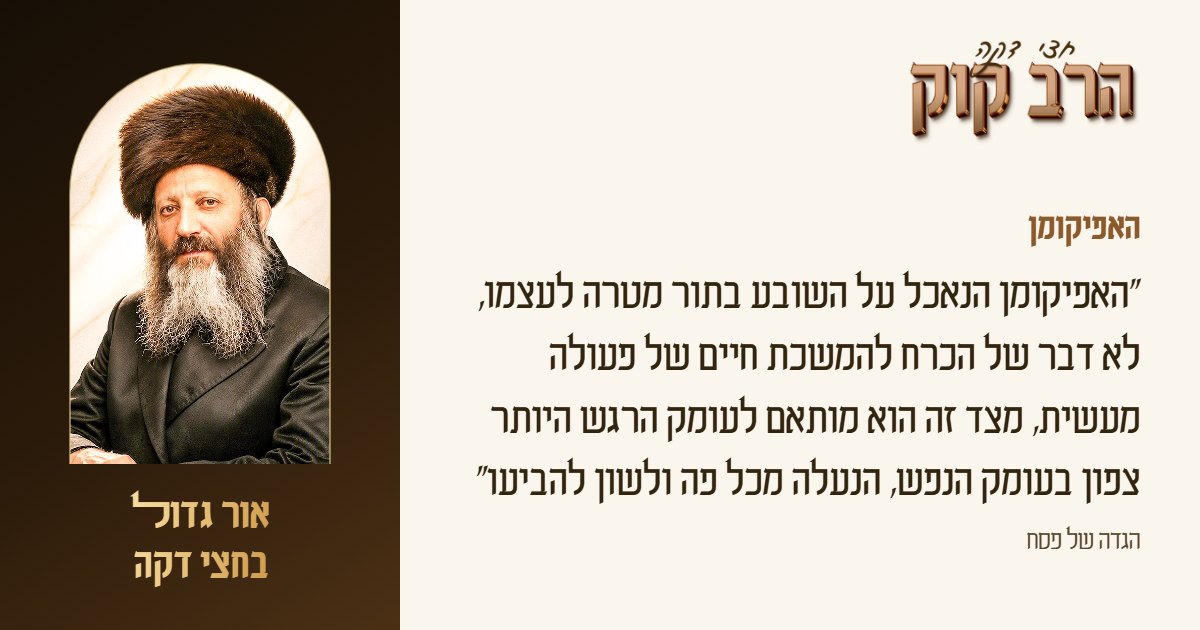 חצי דקה
הרב קוק
האפיקומן
"האפיקומן הנאכל על השובע בתור מטרה לעצמו,
לא דבר של הכרח להמשכת חיים של פעולה
מעשית, מצד זה הוא מותאם לעומק הרגש היותר
צפון בעומק הנפש, הנעלה מכל פה ולשון להביעו"
הגדה של פסח
אור גדול
בחצי דקה